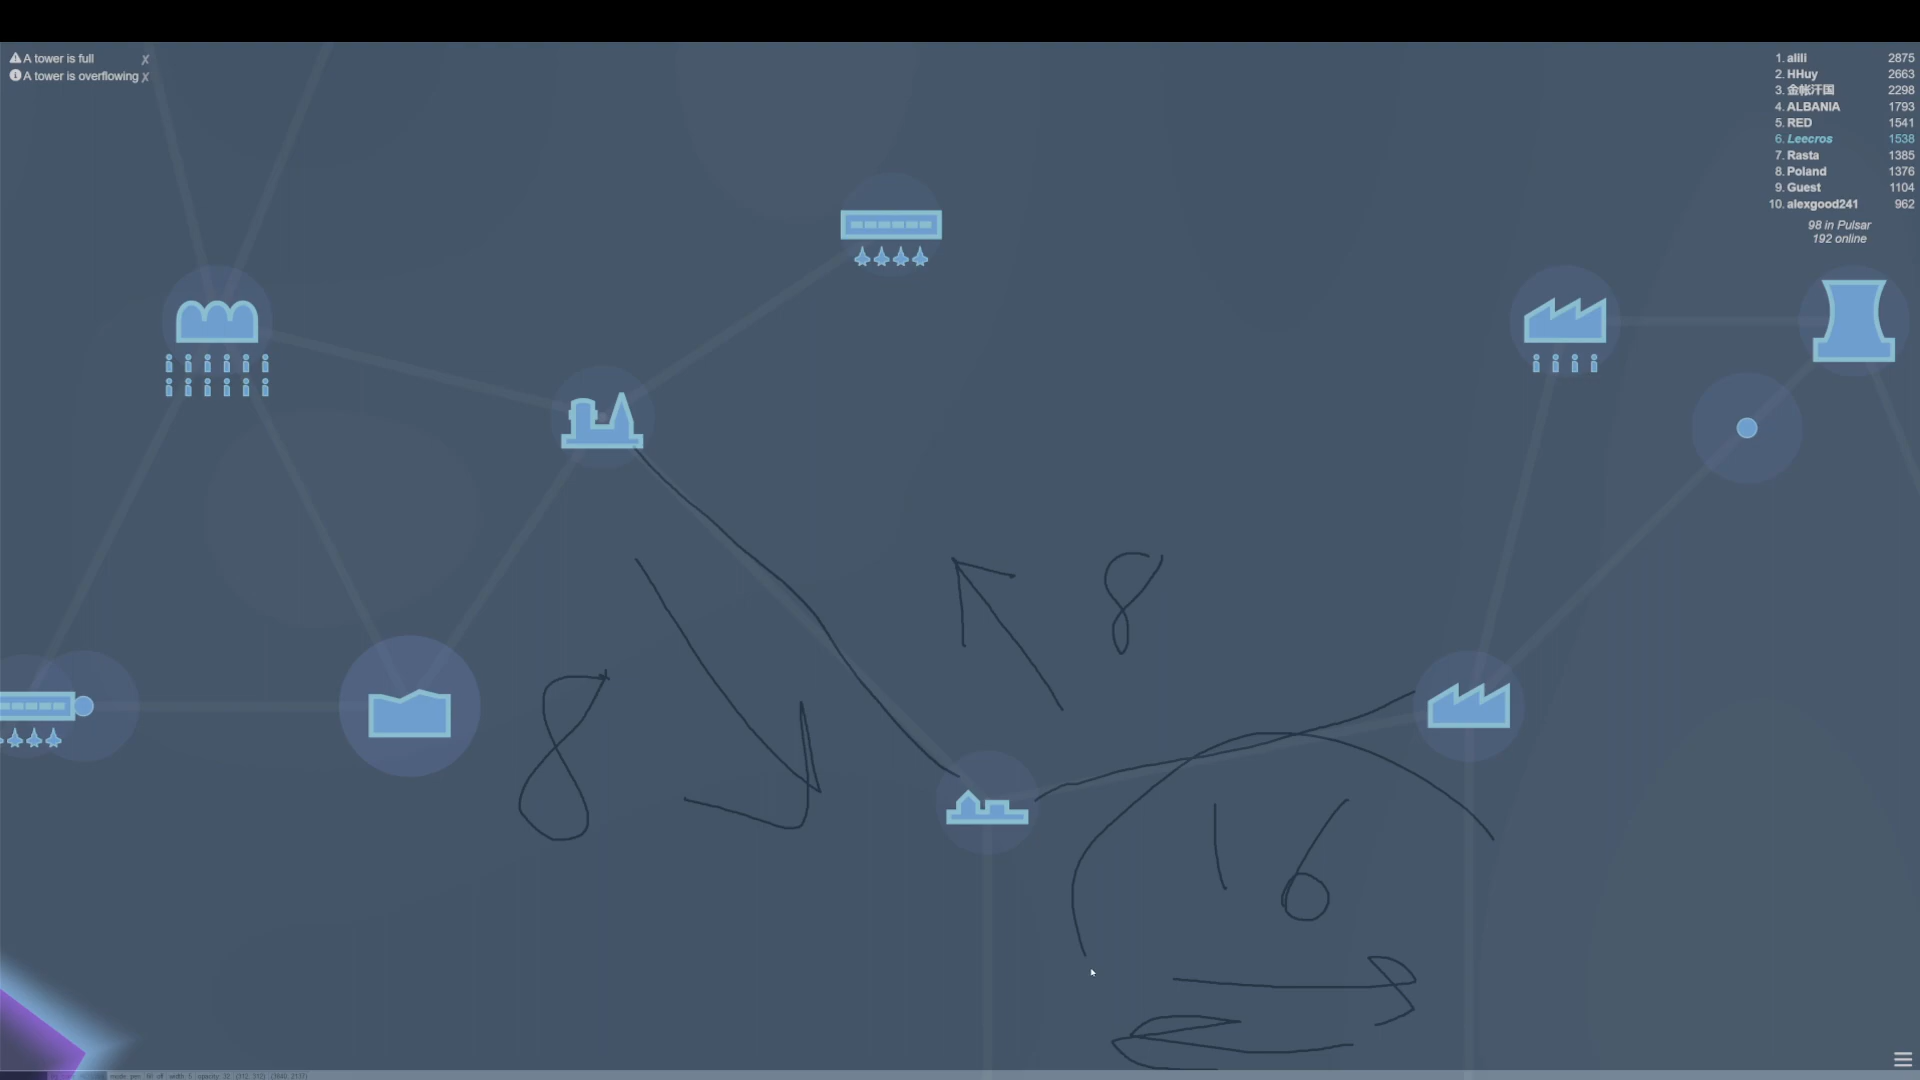 A tower is full X
A tower is overflowing X
1. alill 2875
2. HHuy 2663
3. 金帐汗国 2298
4. ALBANIA 1793
5. RED 1541
6. Leecros 1538
7. Rasta 1385
8. Poland 1376
9. Guest 1104
10. alexgood241 962
98 in Pulsar
192 online
8
8
16